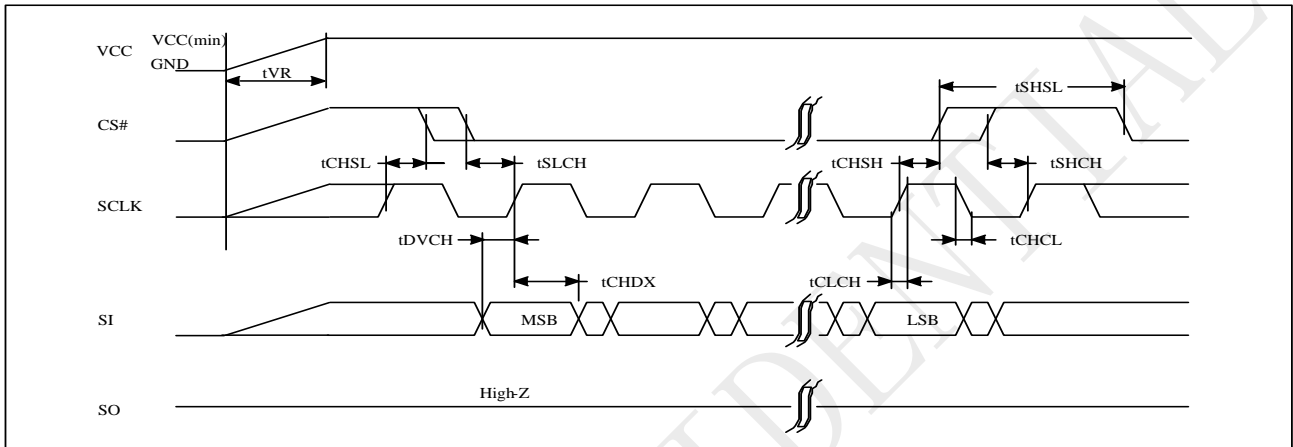 VCC
VCC(min)
GND
tVR
tSHSL
CS#
tCHSL
tSLCH
tCHSH
tSHCH
SCLK
tDVCH
tCHCL
tCHDX
tCLCH
SI
MSB
LSB
High-Z
SO